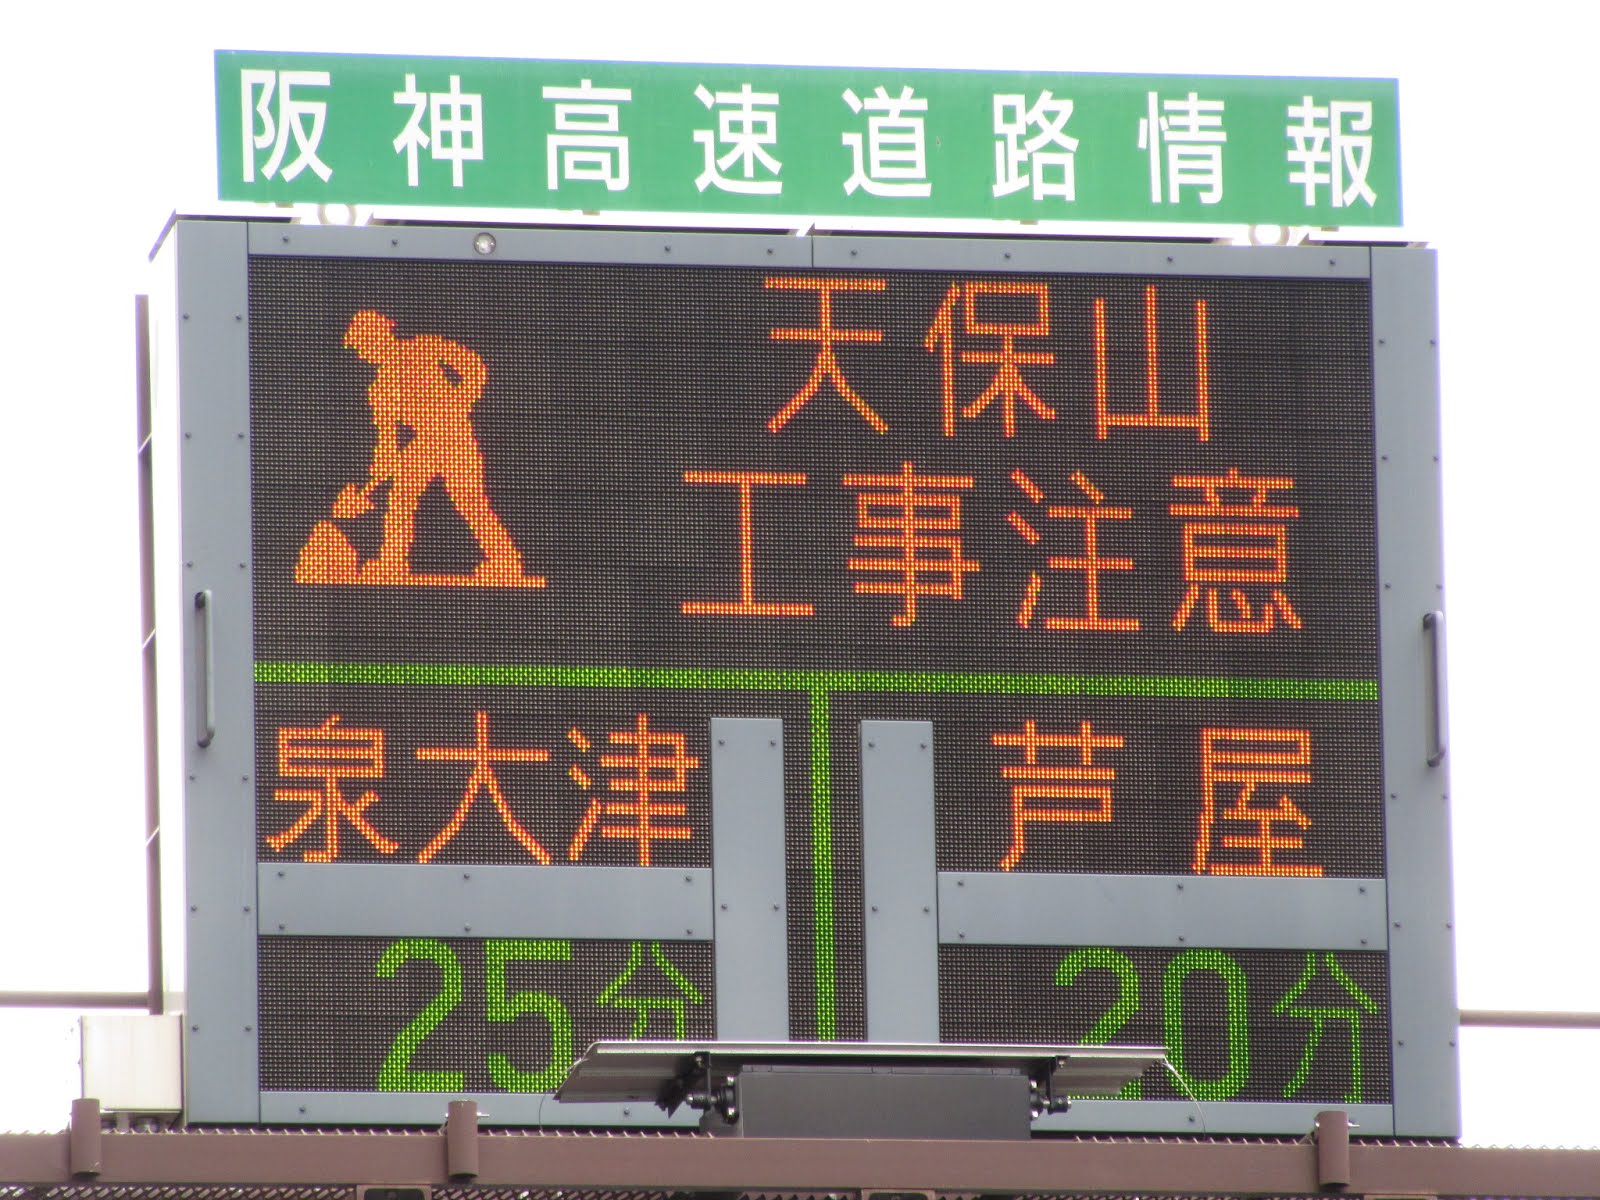 阪神高速道路情報
天保山
工事注意
泉大津 芦屋
25分 20分